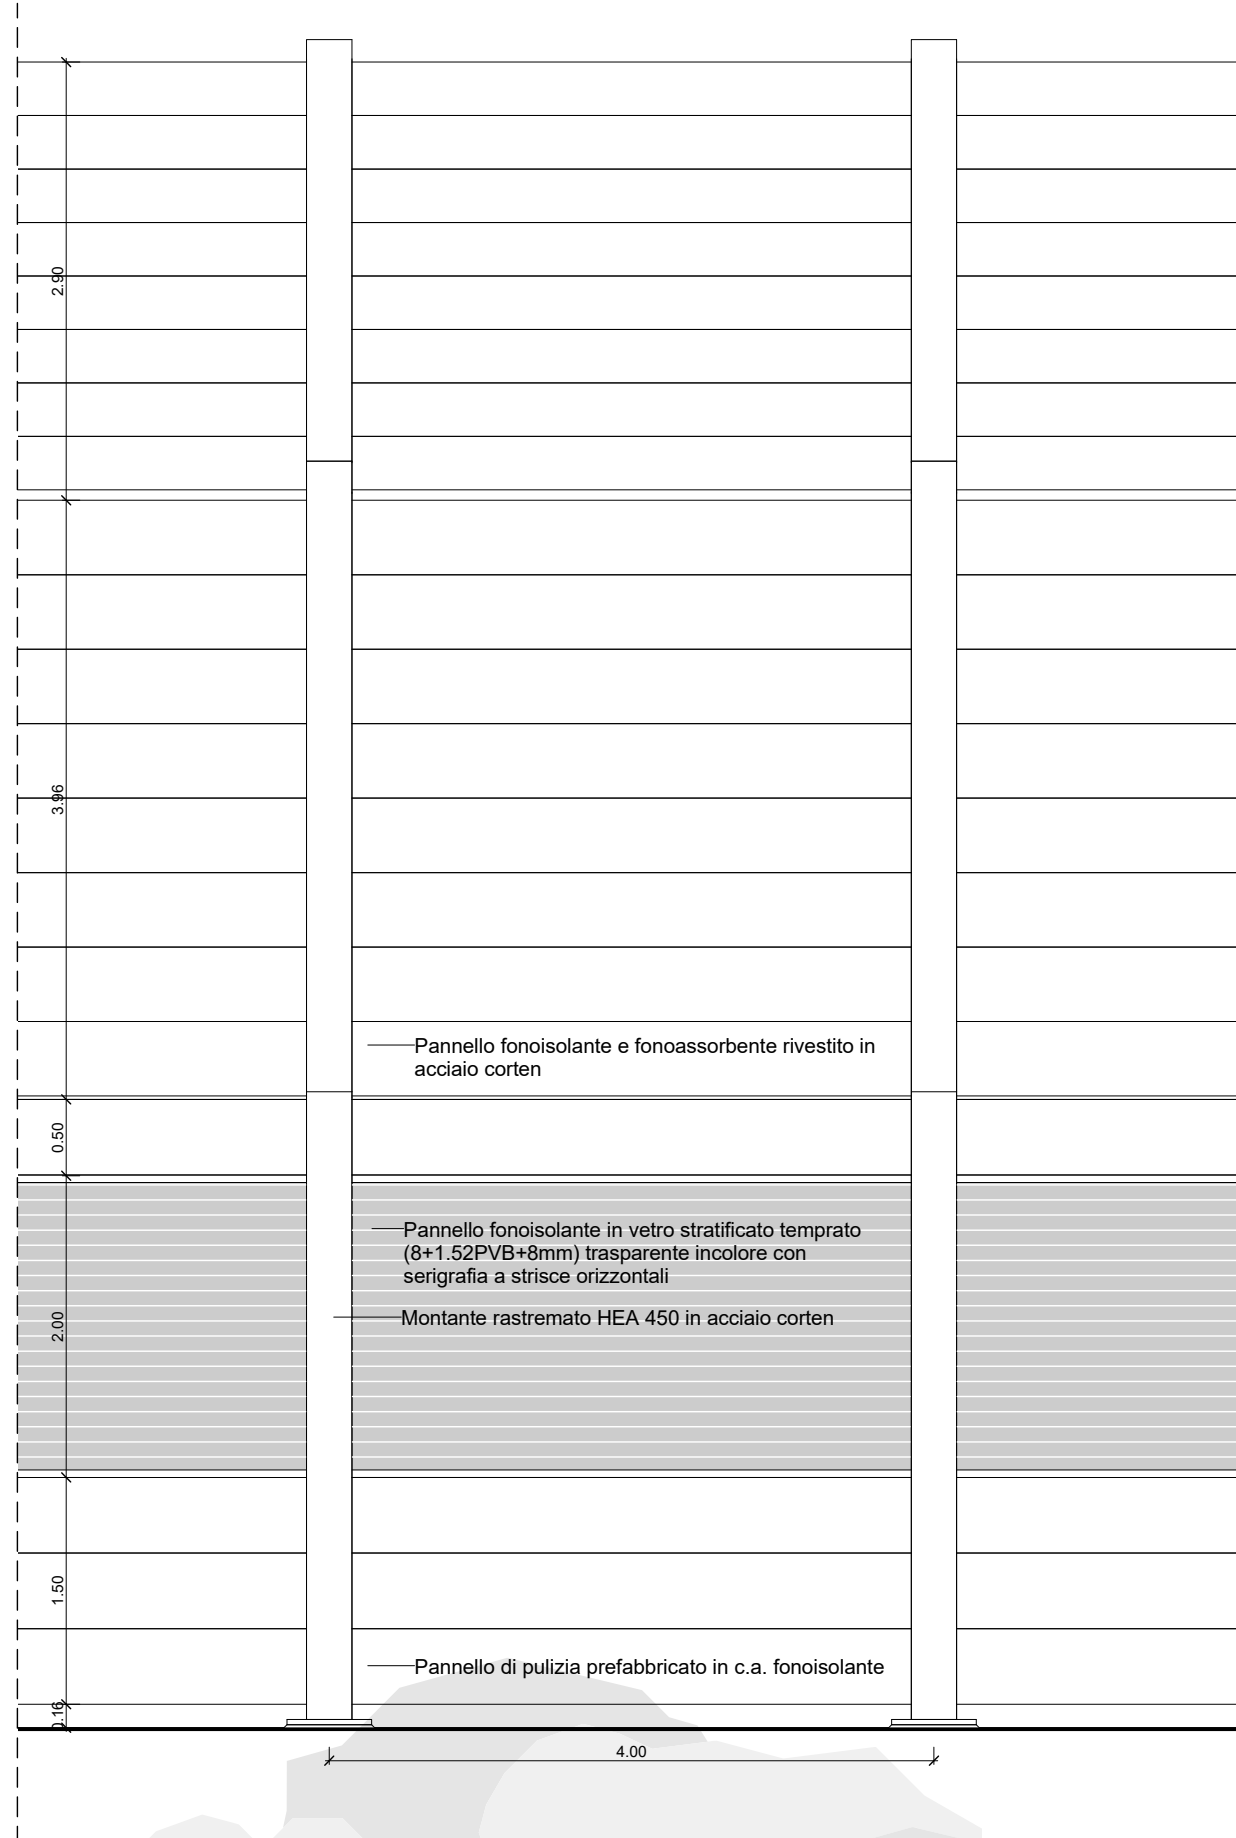 2.90
3.96
Pannello fonoisolante e fonoassorbente rivestito in
acciaio corten
0.50
Pannello fonoisolante in vetro stratificato temprato
(8+1.52PVB+8mm) trasparente incolore con
serigrafia a strisce orizzontali
2.00
Montante rastremato HEA 450 in acciaio corten
1.50
Pannello di pulizia prefabbricato in c.a. fonoisolante
0.16
4.00